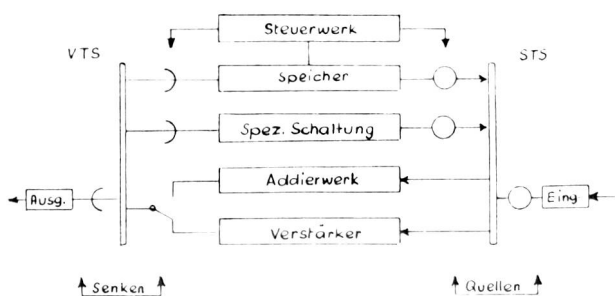 Steuerwerk
VTS
STS
Speicher
Spez. Schaltung
Addierwerk
Ausg.
Eing
Verstärker
Senken
Quellen